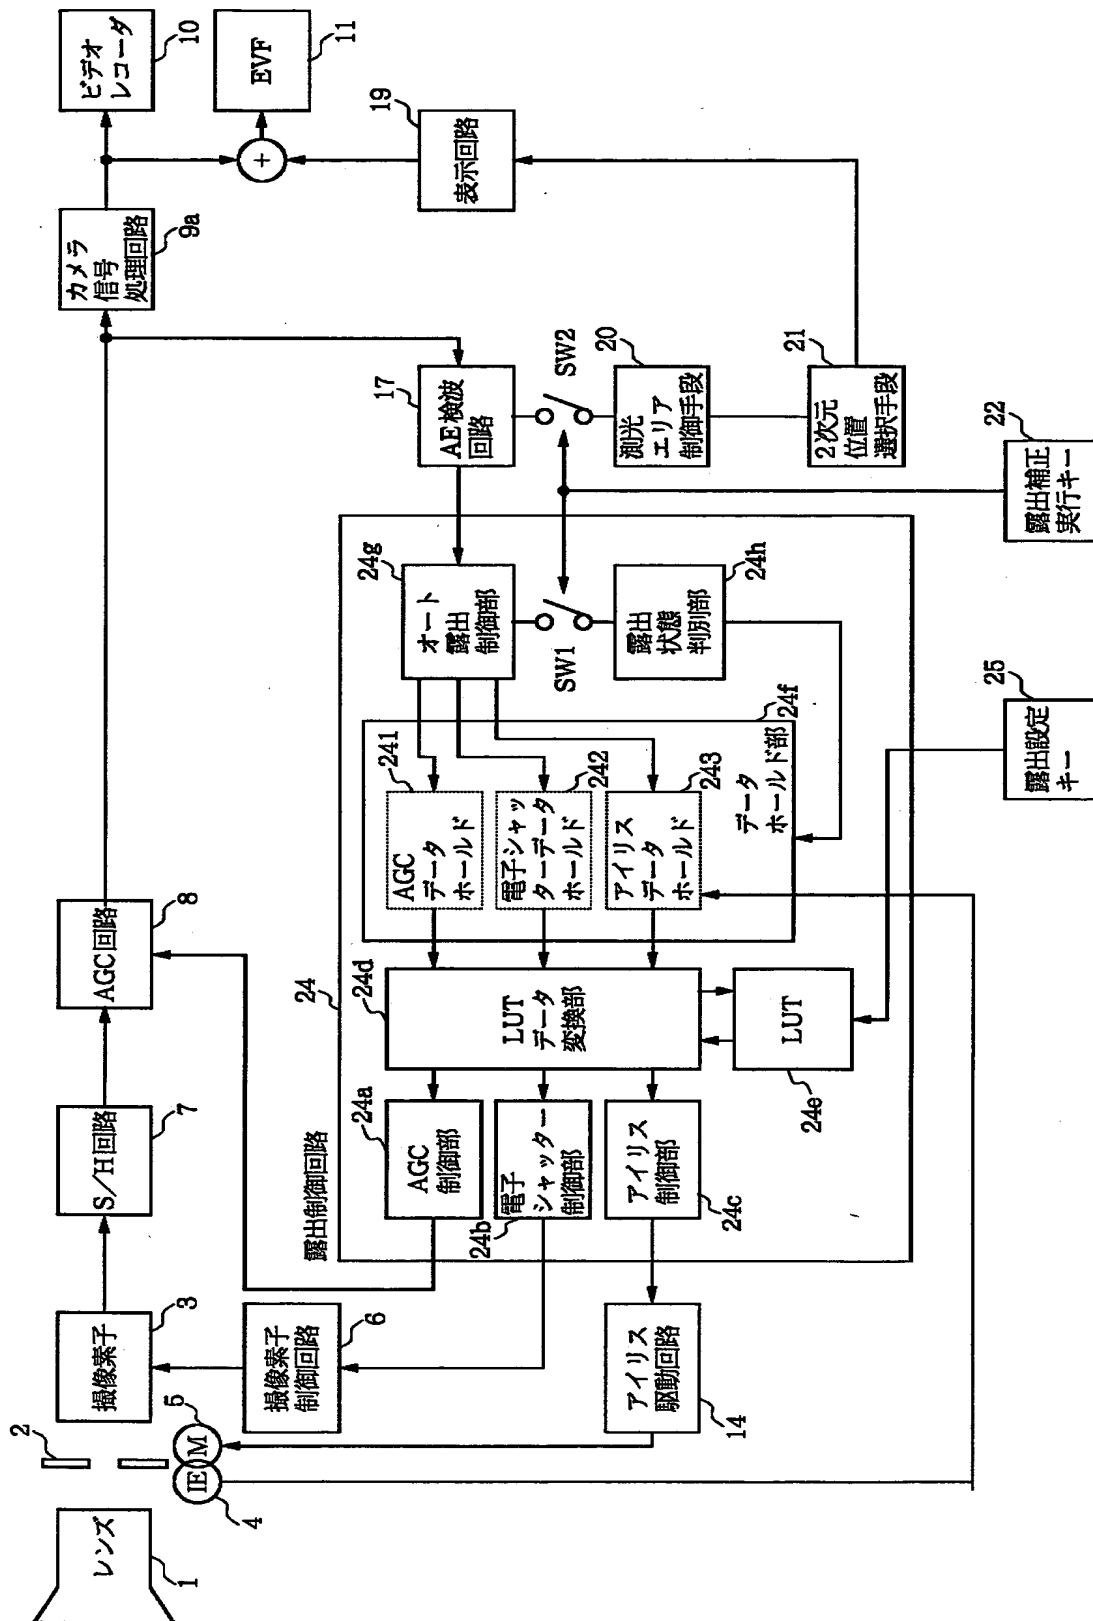 レンズ
1
2
IE
M
4
5
撮像素子
3
撮像素子
制御回路
6
S/H回路
7
AGC回路
8
カメラ
信号
処理回路
9a
ビデオ
レコーダ
10
EVF
11
+
表示回路
19
AE検波
回路
17
SW2
測光
エリア
制御手段
20
2次元
位置
選択手段
21
露出補正
実行キー
22
露出制御回路
24
オート
露出
制御部
24g
SW1
露出
状態
判別部
24h
データ
ホールド部
24f
AGC
データ
ホールド
241
電子シャッ
ターデータ
ホールド
242
アイリス
データ
ホールド
243
LUT
データ
変換部
24d
LUT
24e
AGC
制御部
24a
電子
シャッター
制御部
24b
アイリス
制御部
24c
アイリス
駆動回路
14
露出設定
キー
25